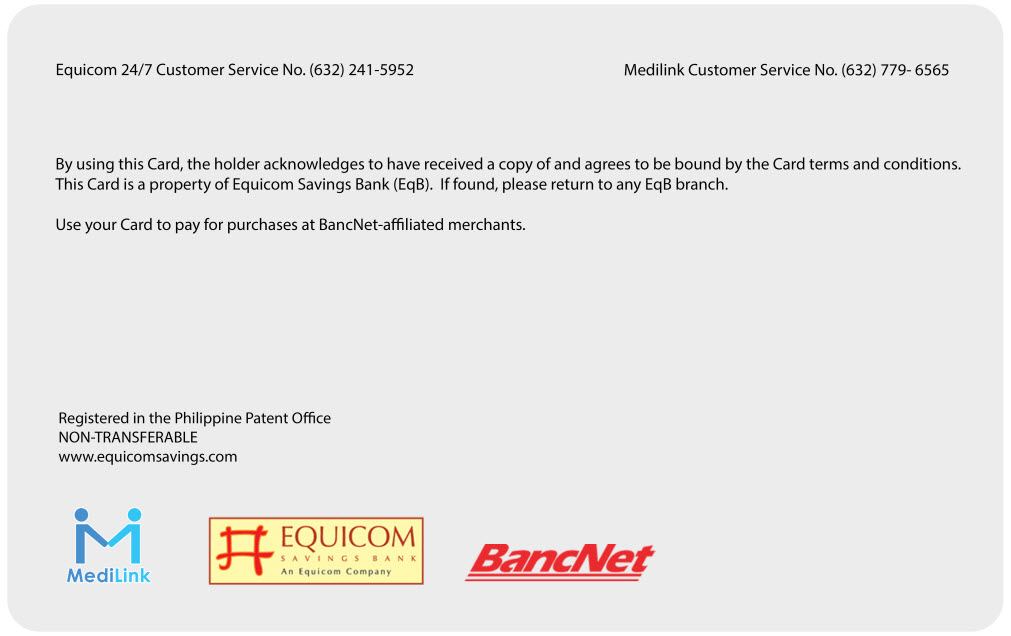 Equicom 24/7 Customer Service No. (632) 241-5952
Medilink Customer Service No. (632) 779- 6565
By using this Card, the holder acknowledges to have received a copy of and agrees to be bound by the Card terms and conditions.
This Card is a property of Equicom Savings Bank (EqB).  If found, please return to any EqB branch.
Use your Card to pay for purchases at BancNet-affiliated merchants.
Registered in the Philippine Patent Office
NON-TRANSFERABLE
www.equicomsavings.com
MediLink
EQUICOM
SAVINGS BANK
An Equicom Company
BancNet